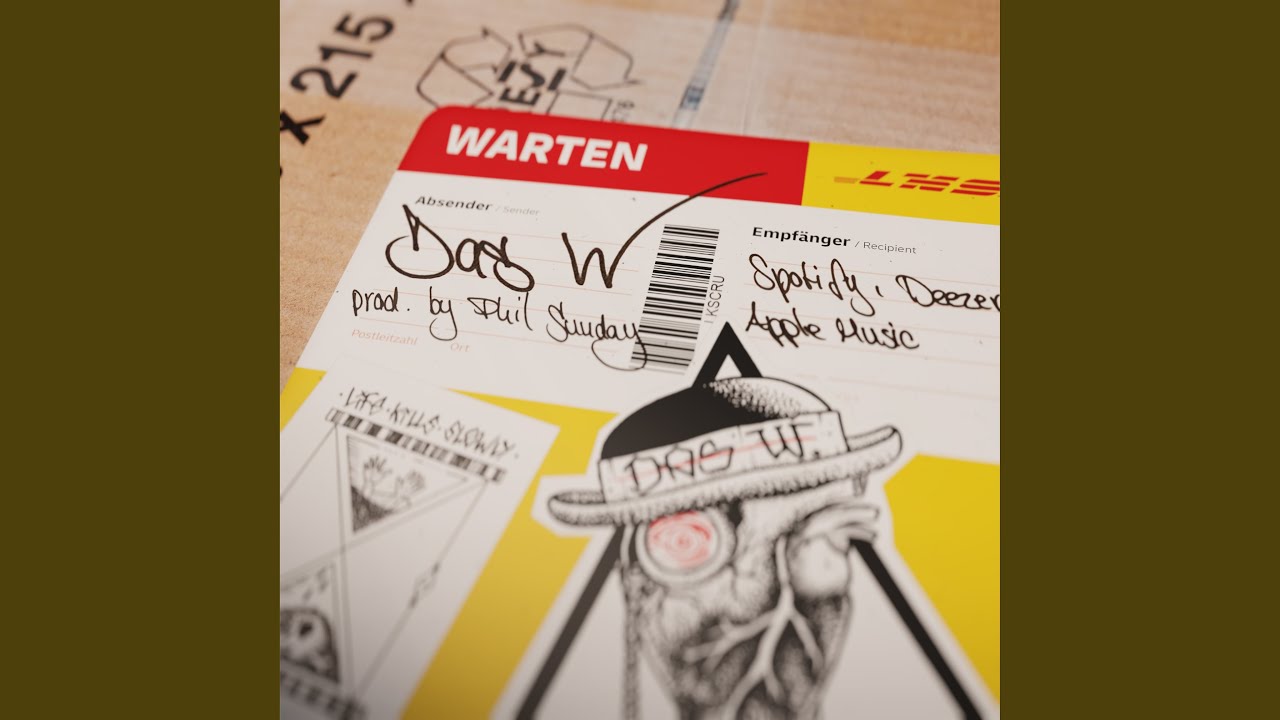 x 215
WARTEN
Absender / Sender
Das W
prod. by Phil Sunday
Postleitzahl Ort
I KSCRU
Empfänger / Recipient
Spotify, Deezer
Apple Music
·LIFE·KILLS·SLOWLY·
DAS W.